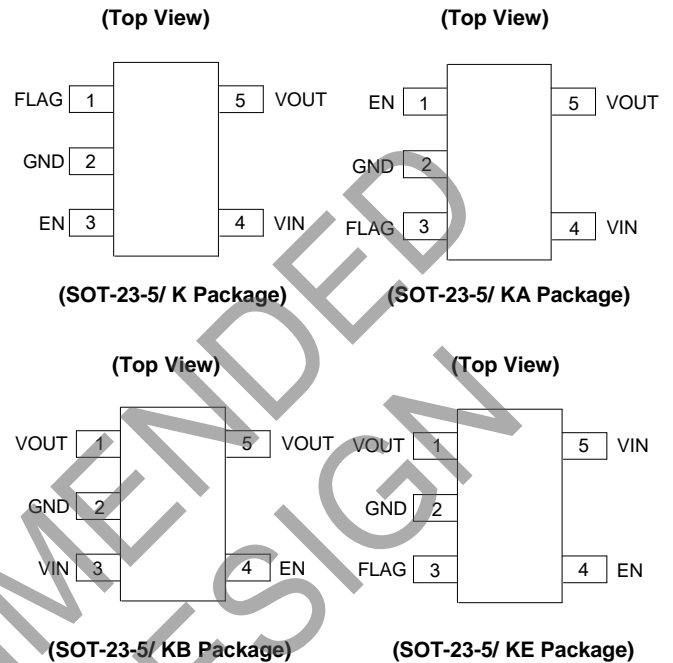 (Top View)
FLAG 1 5 VOUT
GND 2
EN 3 4 VIN
(SOT-23-5/ K Package)
(Top View)
EN 1 5 VOUT
GND 2
FLAG 3 4 VIN
(SOT-23-5/ KA Package)
(Top View)
VOUT 1 5 VOUT
GND 2
VIN 3 4 EN
(SOT-23-5/ KB Package)
(Top View)
VOUT 1 5 VIN
GND 2
FLAG 3 4 EN
(SOT-23-5/ KE Package)
MMENDED
ESIGN